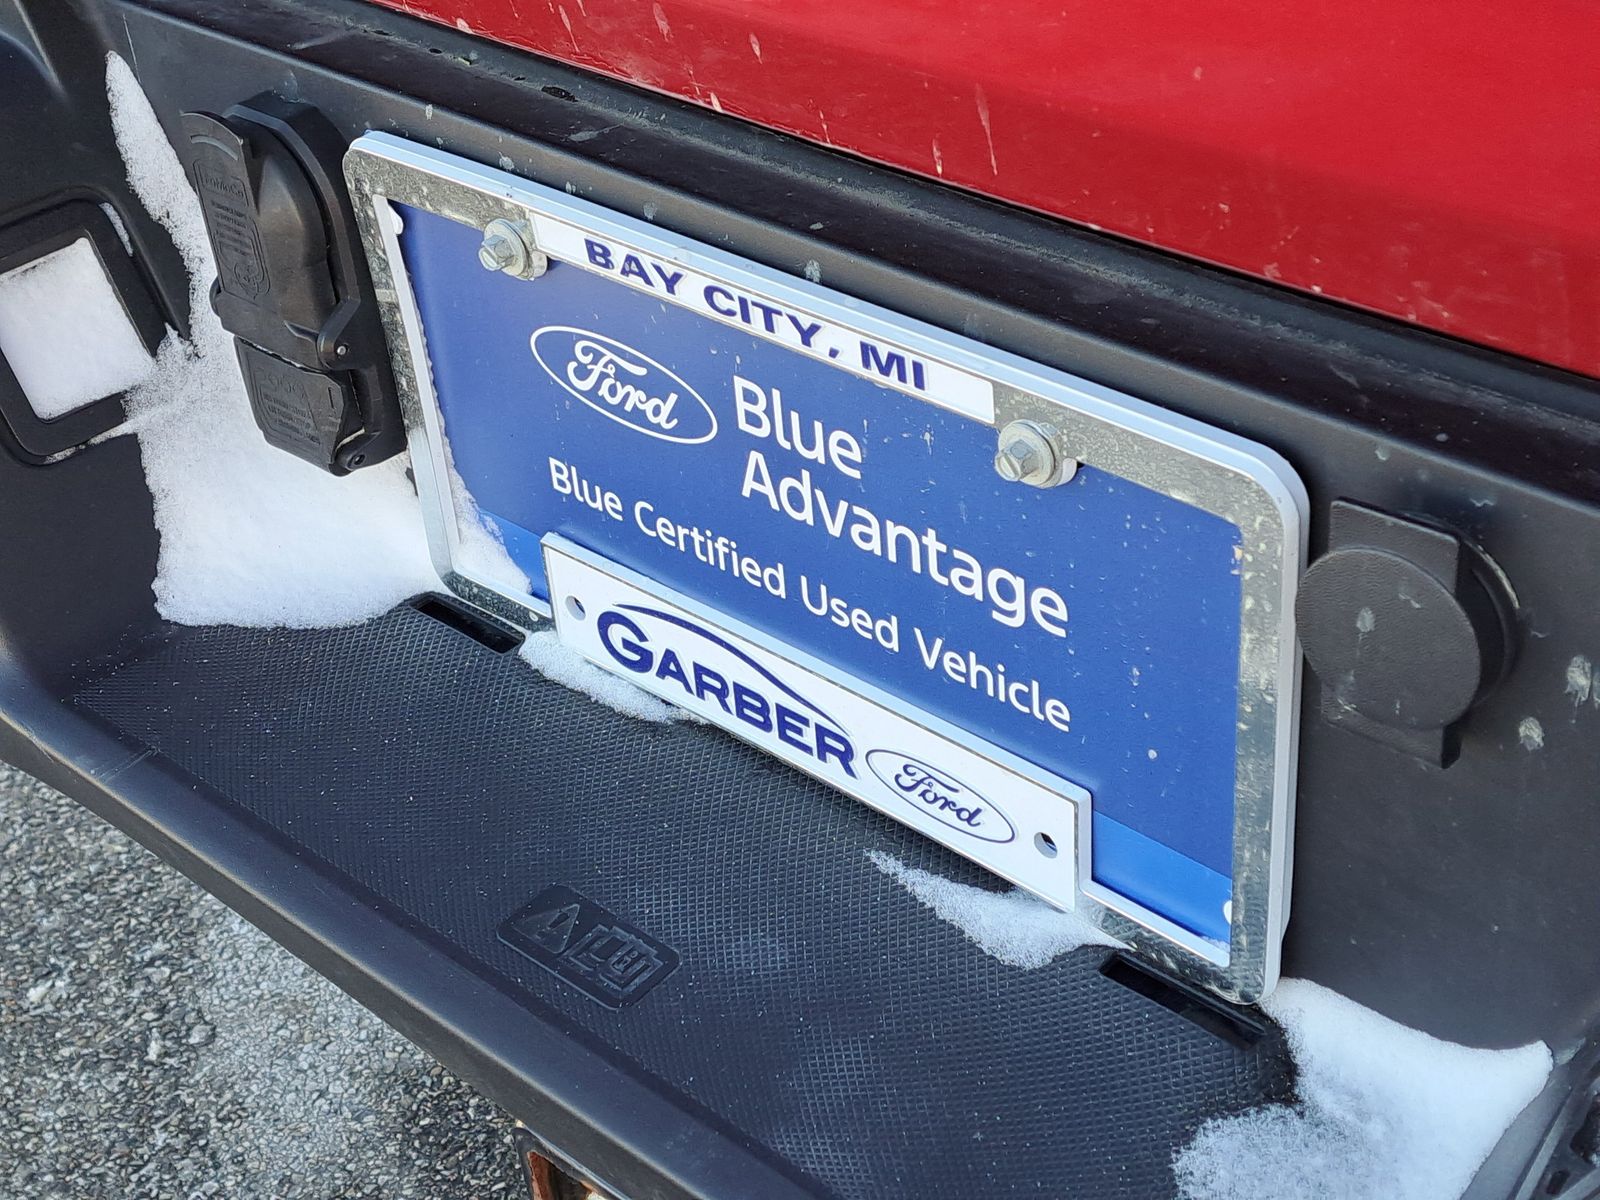 BAY CITY, MI
Ford
Blue
Advantage
Blue Certified Used Vehicle
GARBER
Ford